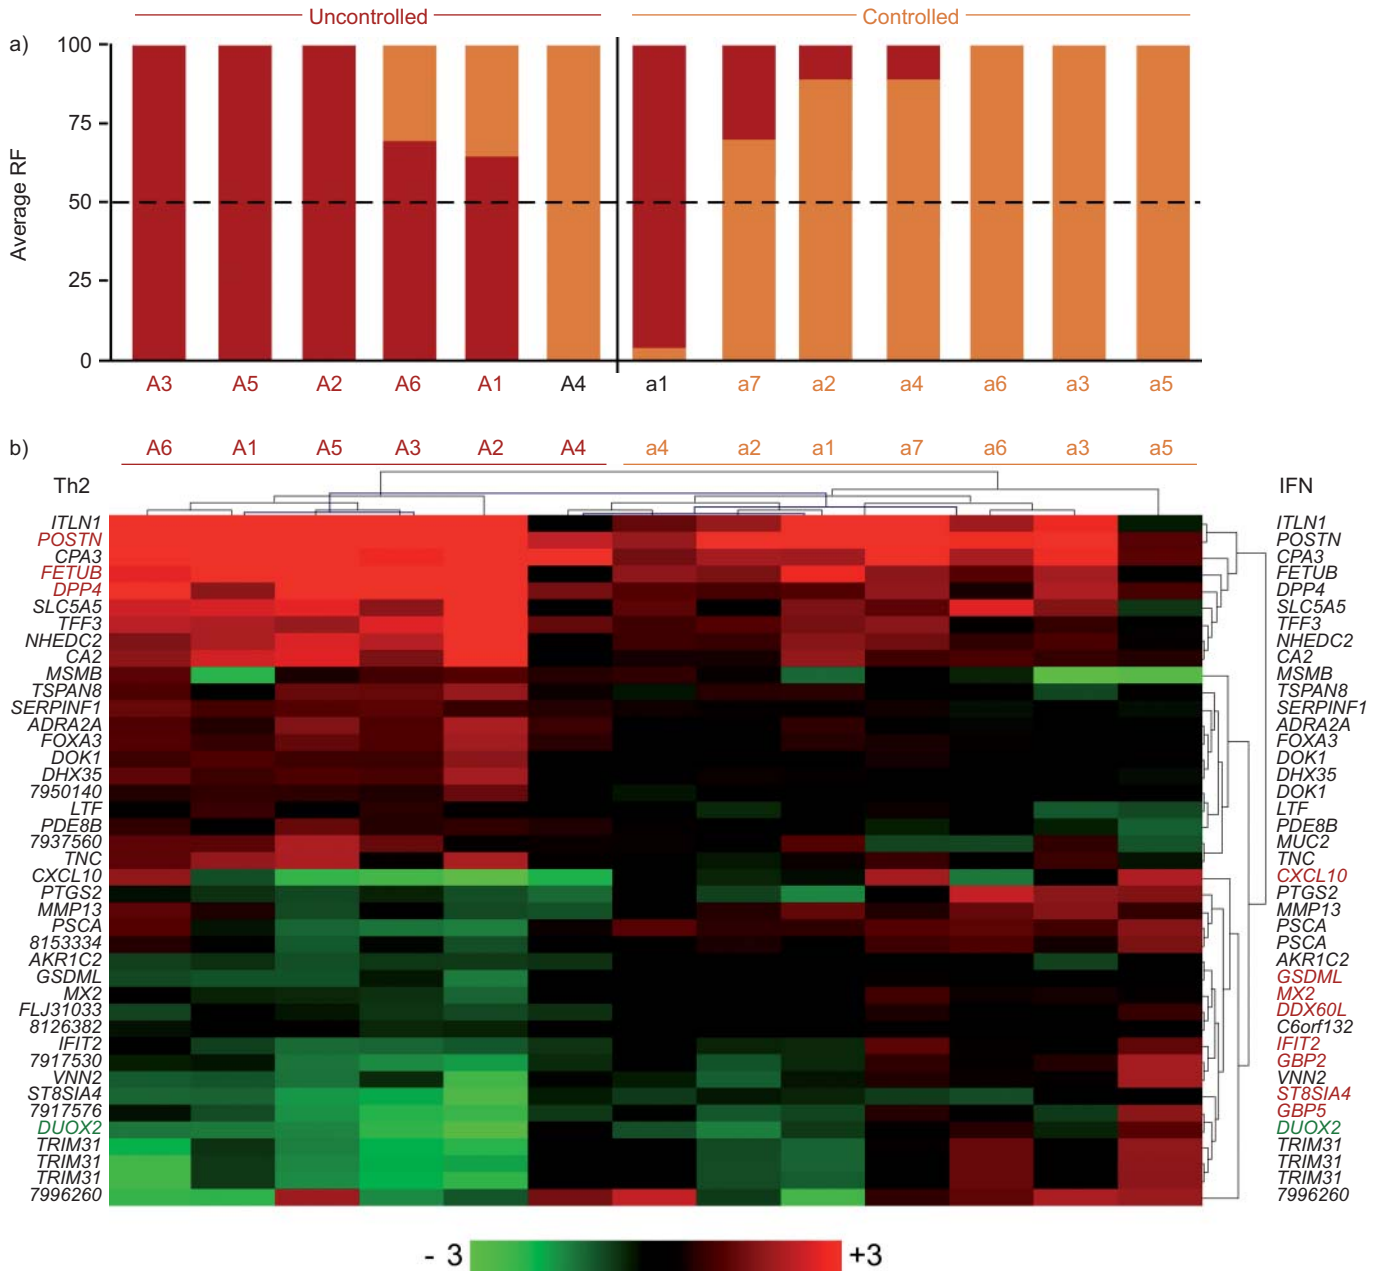 Uncontrolled Controlled
a)
100
75
50
25
0
Average RF
A3 A5 A2 A6 A1 A4 a1 a7 a2 a4 a6 a3 a5
b)
A6 A1 A5 A3 A2 A4 a4 a2 a1 a7 a6 a3 a5
Th2 IFN
ITLN1 ITLN1
POSTN POSTN
CPA3 CPA3
FETUB FETUB
DPP4 DPP4
SLC5A5 SLC5A5
TFF3 TFF3
NHEDC2 NHEDC2
CA2 CA2
MSMB MSMB
TSPAN8 TSPAN8
SERPINF1 SERPINF1
ADRA2A ADRA2A
FOXA3 FOXA3
DOK1 DOK1
DHX35 DHX35
7950140 DOK1
LTF LTF
PDE8B PDE8B
7937560 MUC2
TNC TNC
CXCL10 CXCL10
PTGS2 PTGS2
MMP13 MMP13
PSCA PSCA
8153334 PSCA
AKR1C2 AKR1C2
GSDML GSDML
MX2 MX2
FLJ31033 DDX60L
8126382 C6orf132
IFIT2 IFIT2
7917530 GBP2
VNN2 VNN2
ST8SIA4 ST8SIA4
7917576 GBP5
DUOX2 DUOX2
TRIM31 TRIM31
TRIM31 TRIM31
TRIM31 TRIM31
7996260 7996260
- 3 +3